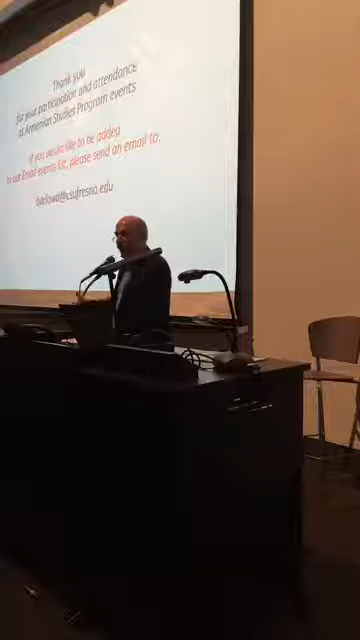 Thank you
for your participation and attendance
at Armenian Studies Program events
If you would like to be added
to our Email events list, please send an email to:
bdrlowa@csufresno.edu